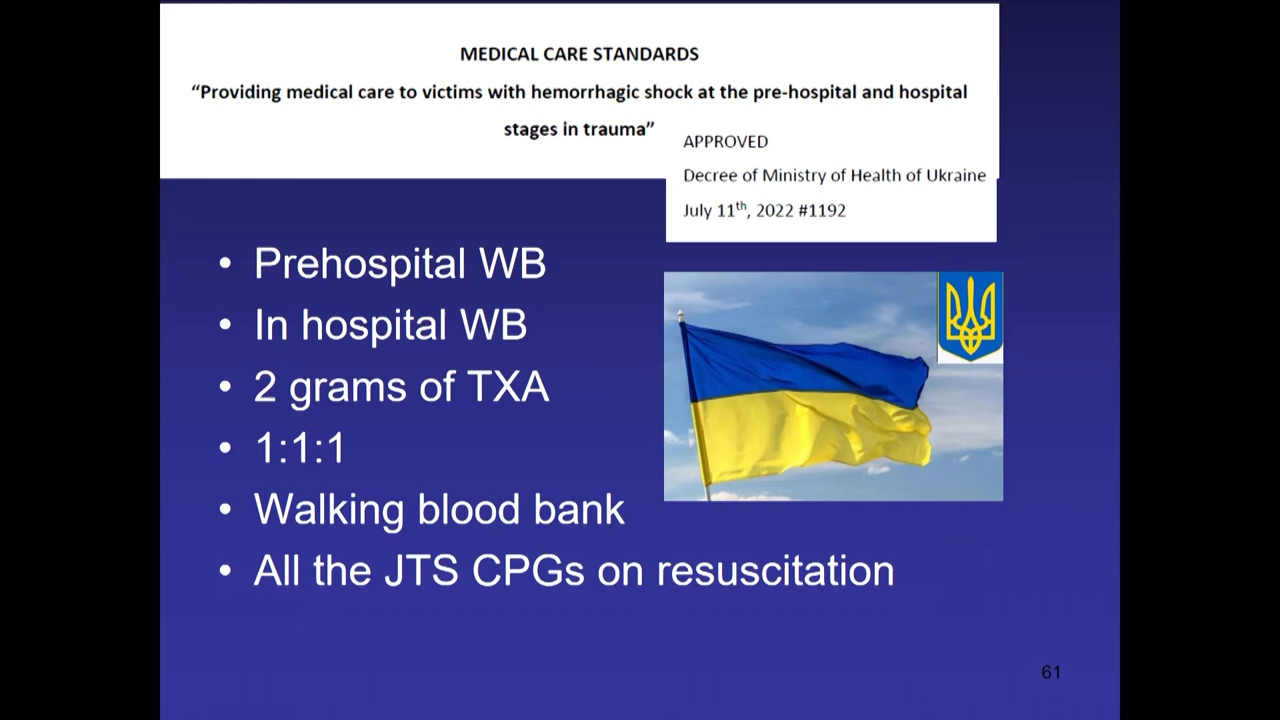 MEDICAL CARE STANDARDS
“Providing medical care to victims with hemorrhagic shock at the pre-hospital and hospital
stages in trauma”
APPROVED
Decree of Ministry of Health of Ukraine
July 11th, 2022 #1192
• Prehospital WB
• In hospital WB
• 2 grams of TXA
• 1:1:1
• Walking blood bank
• All the JTS CPGs on resuscitation
61